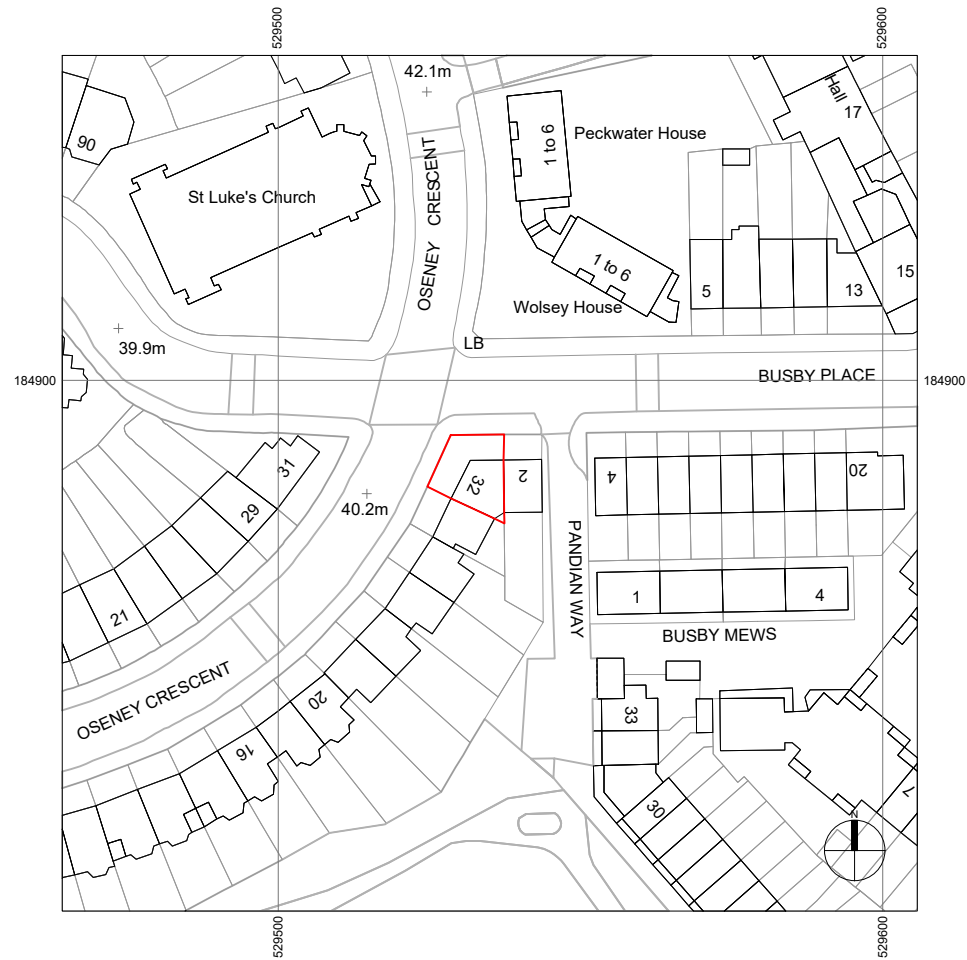 529500
529600
42.1m
90
OSENEY CRESCENT
1 to 6
Peckwater House
Hall
17
St Luke's Church
1 to 6
Wolsey House
5
13
15
39.9m
LB
184900
BUSBY PLACE
184900
31
32
2
4
20
29
40.2m
PANDIAN WAY
21
1
4
BUSBY MEWS
OSENEY CRESCENT
20
33
16
30
7
N
529500
529600